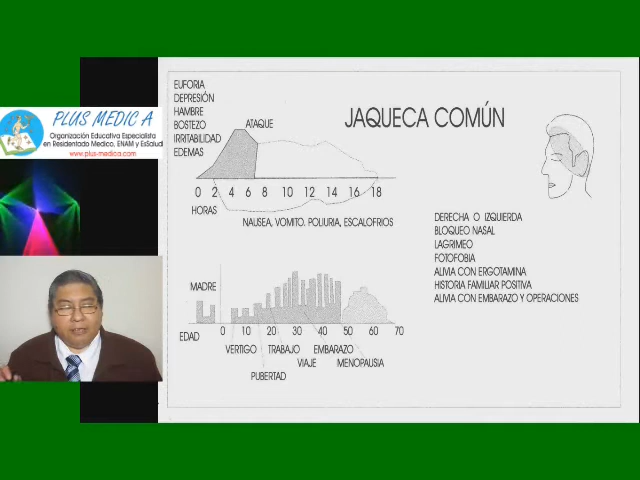 PLUS MEDIC A
Organización Educativa Especialista
en Residentado Medico, ENAM y EsSalud
www.plus-medica.com
EUFORIA
DEPRESIÓN
HAMBRE
BOSTEZO
IRRITABILIDAD
EDEMAS
ATAQUE
JAQUECA COMÚN
0 2 4 6 8 10 12 14 16 18
HORAS
NAUSEA, VOMITO. POLIURIA, ESCALOFRIOS
DERECHA O IZQUIERDA
BLOQUEO NASAL
LAGRIMEO
FOTOFOBIA
ALIVIA CON ERGOTAMINA
HISTORIA FAMILIAR POSITIVA
ALIVIA CON EMBARAZO Y OPERACIONES
MADRE
EDAD 0 10 20 30 40 50 60 70
VERTIGO TRABAJO EMBARAZO
VIAJE MENOPAUSIA
PUBERTAD